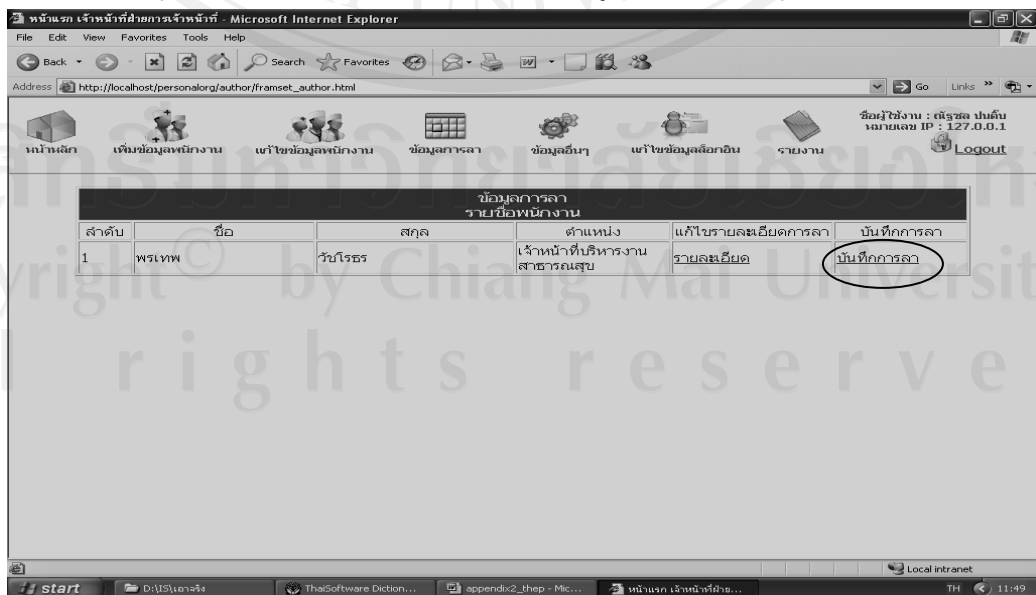 หน้าแรก เจ้าหน้าที่ฝ่ายการเจ้าหน้าที่ - Microsoft Internet Explorer
File Edit View Favorites Tools Help
Back Search Favorites
Address http://localhost/personalorg/author/framset_author.html Go Links »
ชื่อผู้ใช้งาน : ณัฐชล ปนคืบ
หมายเลข IP : 127.0.0.1
หน้าหลัก เพิ่มข้อมูลพนักงาน แก้ไขข้อมูลพนักงาน ข้อมูลการลา ข้อมูลอื่นๆ แก้ไขข้อมูลล็อกอิน รายงาน Logout
ข้อมูลการลา
รายชื่อพนักงาน
ลำดับ ชื่อ สกุล ตำแหน่ง แก้ไขรายละเอียดการลา บันทึกการลา
1 พรเทพ วัชโรธร เจ้าหน้าที่บริหารงาน รายละเอียด บันทึกการลา
สาธารณสุข
yright© by Chiang Mai Universit
rights reserve
Local intranet
start D:\IS\เอาจริง ThaiSoftware Diction... appendix2_thep - Mic... หน้าแรก เจ้าหน้าที่ฝ่าย... TH 11:49